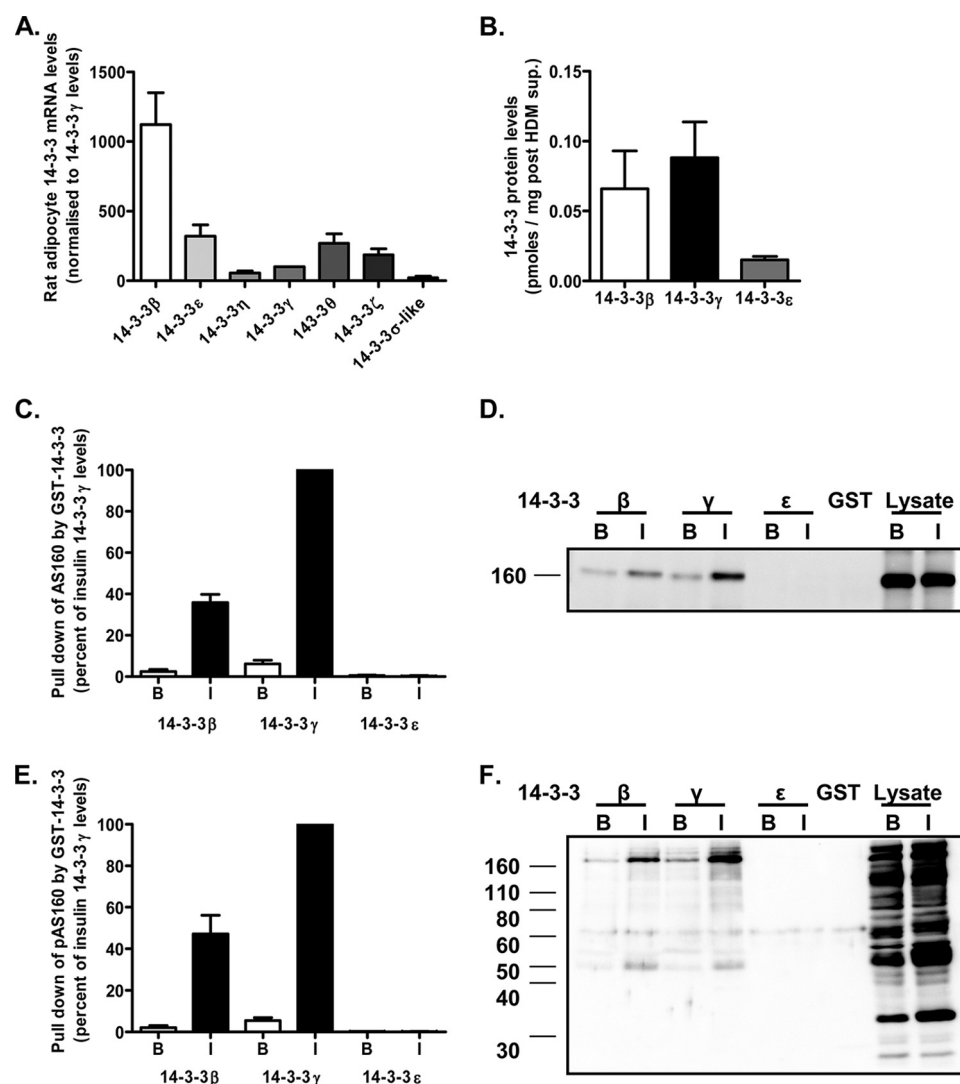 A.
Rat adipocyte 14-3-3 mRNA levels
(normalised to 14-3-3γ levels)
1500
1000
500
0
14-3-3β
14-3-3ε
14-3-3η
14-3-3γ
143-3θ
14-3-3ζ
14-3-3σ-like
B.
14-3-3 protein levels
(pmoles / mg post HDM sup.)
0.15
0.10
0.05
0.00
14-3-3β
14-3-3γ
14-3-3ε
C.
Pull down of AS160 by GST-14-3-3
(percent of insulin 14-3-3γ levels)
100
80
60
40
20
0
B I B I B I
14-3-3β 14-3-3γ 14-3-3ε
D.
14-3-3 β γ ε GST Lysate
B I B I B I B I
160
E.
Pull down of pAS160 by GST-14-3-3
(percent of insulin 14-3-3γ levels)
100
80
60
40
20
0
B I B I B I
14-3-3β 14-3-3γ 14-3-3ε
F.
14-3-3 β γ ε GST Lysate
B I B I B I B I
160
110
80
60
50
40
30